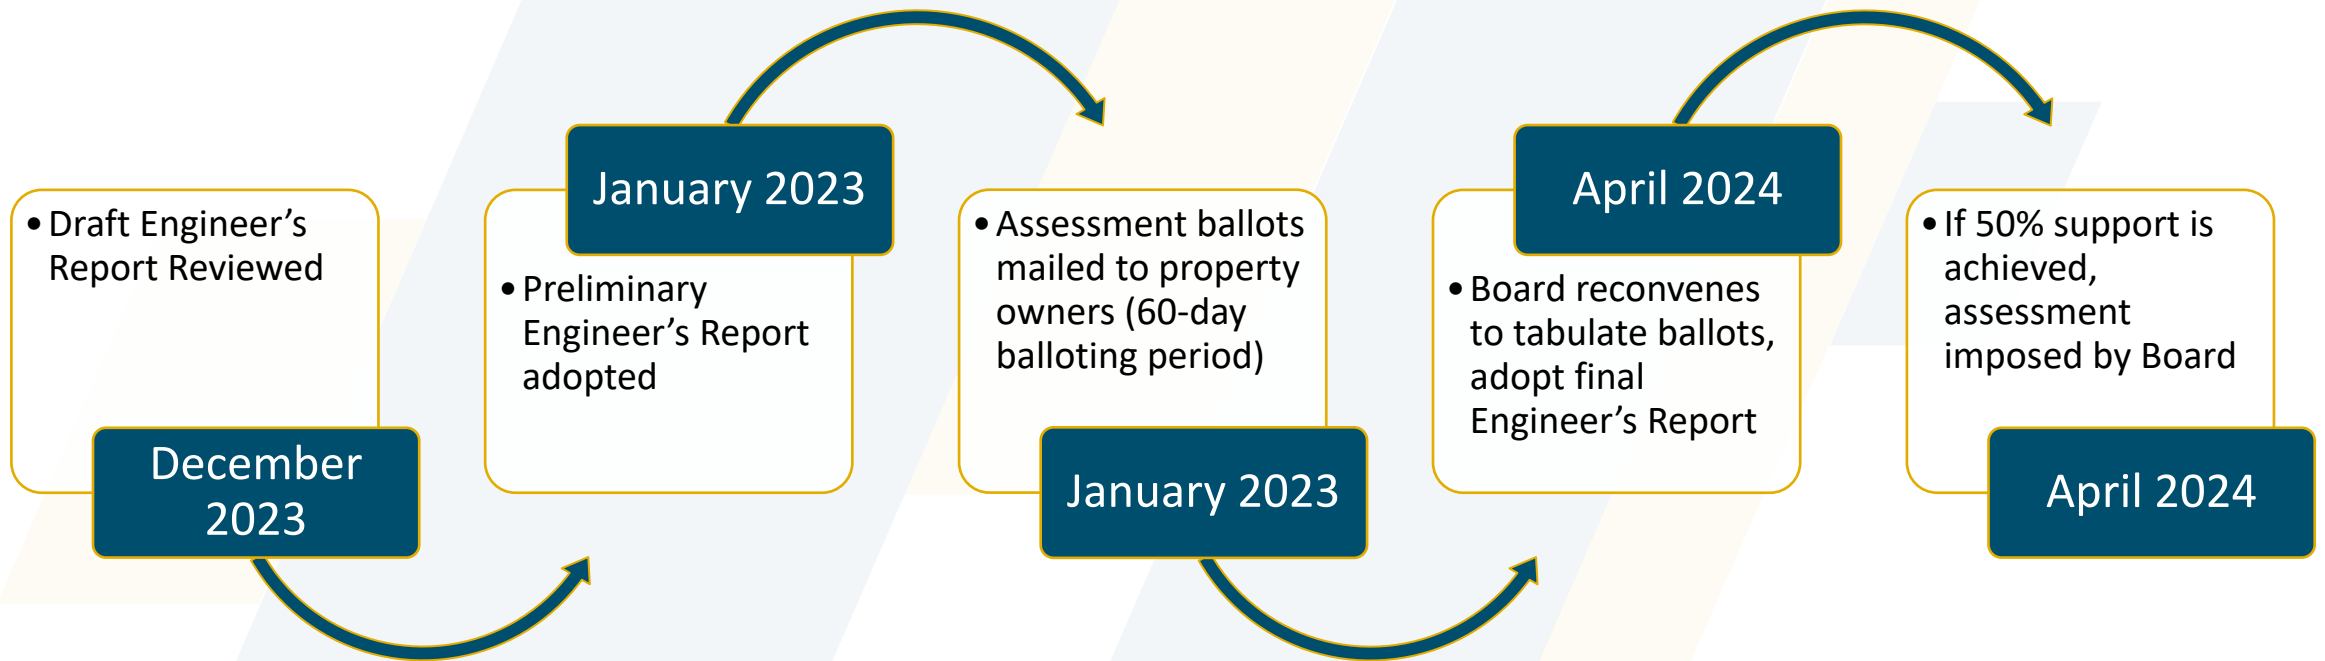 • Draft Engineer’s
Report Reviewed
December
2023
January 2023
• Preliminary
Engineer’s Report
adopted
• Assessment ballots
mailed to property
owners (60-day
balloting period)
January 2023
April 2024
• Board reconvenes
to tabulate ballots,
adopt final
Engineer’s Report
• If 50% support is
achieved,
assessment
imposed by Board
April 2024